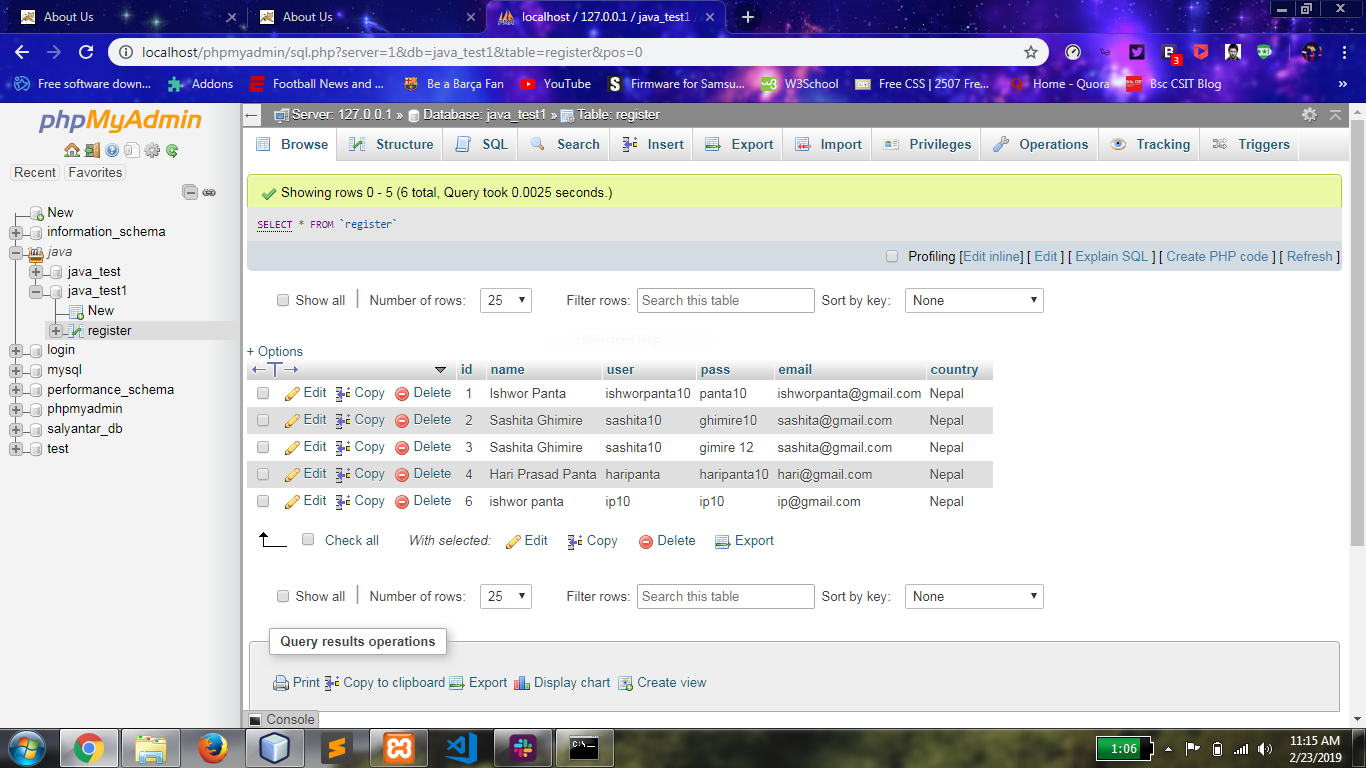 About Us
About Us
localhost / 127.0.0.1 / java_test1
localhost/phpmyadmin/sql.php?server=1&db=java_test1&table=register&pos=0
3
Free software down... Addons Football News and ... Be a Barça Fan YouTube Firmware for Samsu... W3School Free CSS | 2507 Fre... Home - Quora Bsc CSIT Blog »
phpMyAdmin
Recent Favorites
New
information_schema
java
java_test
java_test1
New
register
login
mysql
performance_schema
phpmyadmin
salyantar_db
test
Server: 127.0.0.1 » Database: java_test1 » Table: register
Browse Structure SQL Search Insert Export Import Privileges Operations Tracking Triggers
Showing rows 0 - 5 (6 total, Query took 0.0025 seconds.)
SELECT * FROM `register`
Profiling [Edit inline] [ Edit ] [ Explain SQL ] [ Create PHP code ] [ Refresh ]
Show all | Number of rows: 25 Filter rows: Search this table Sort by key: None
Full-screen Snip
+ Options
←T→ id name user pass email country
Edit Copy Delete 1 Ishwor Panta ishworpanta10 panta10 ishworpanta@gmail.com Nepal
Edit Copy Delete 2 Sashita Ghimire sashita10 ghimire10 sashita@gmail.com Nepal
Edit Copy Delete 3 Sashita Ghimire sashita10 gimire 12 sashita@gmail.com Nepal
Edit Copy Delete 4 Hari Prasad Panta haripanta haripanta10 hari@gmail.com Nepal
Edit Copy Delete 6 ishwor panta ip10 ip10 ip@gmail.com Nepal
Check all With selected: Edit Copy Delete Export
Show all | Number of rows: 25 Filter rows: Search this table Sort by key: None
Query results operations
Print Copy to clipboard Export Display chart Create view
Console
1:06
11:15 AM
2/23/2019